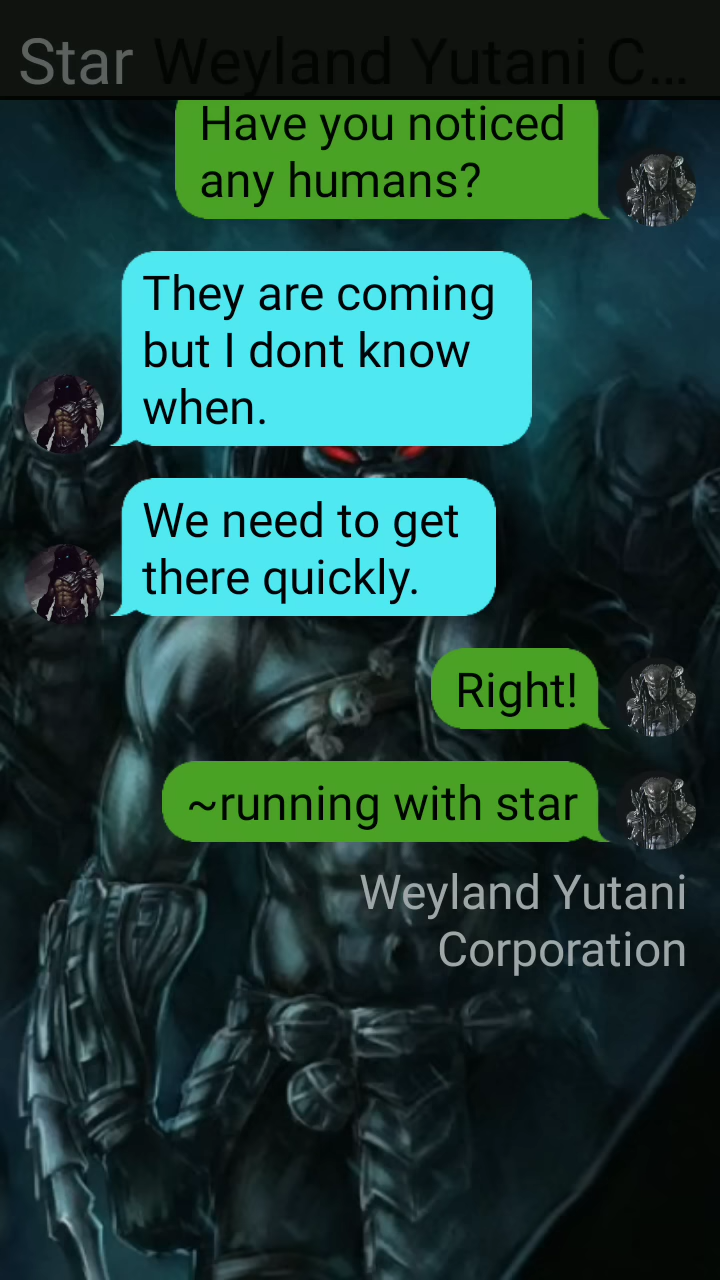 Star Weyland Yutani C...
Have you noticed
any humans?
They are coming
but I dont know
when.
We need to get
there quickly.
Right!
~running with star
Weyland Yutani
Corporation